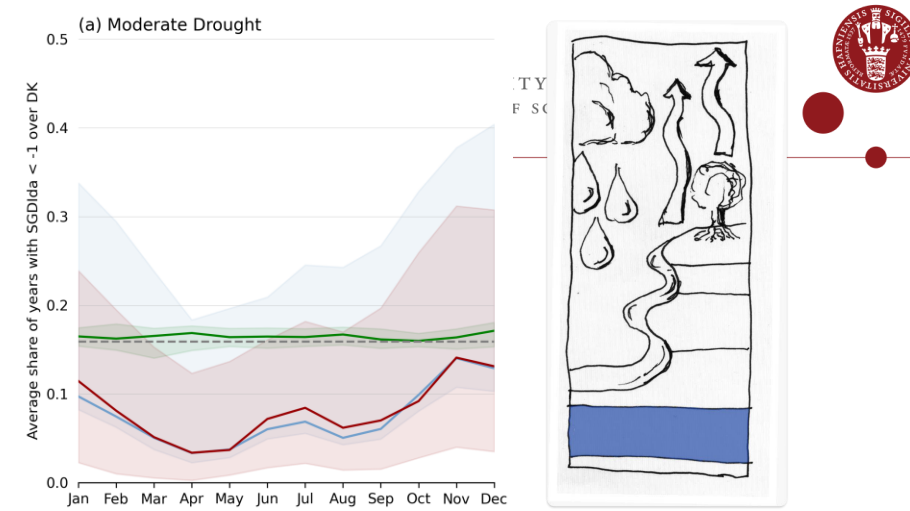 (a) Moderate Drought
Average share of years with SGDIda < -1 over DK
0.5
0.4
0.3
0.2
0.1
0.0
Jan Feb Mar Apr May Jun Jul Aug Sep Oct Nov Dec